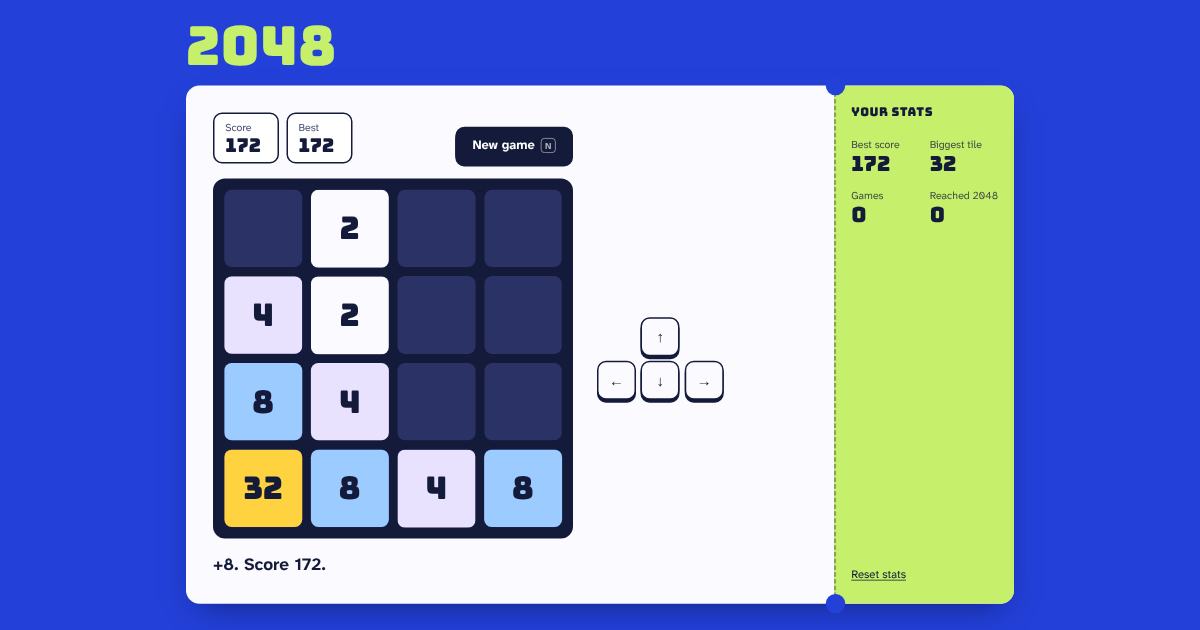 2048
Score
172
Best
172
New game N
2
4 2
8 4
32 8 4 8
+8. Score 172.
↑
← ↓ →
YOUR STATS
Best score
172
Biggest tile
32
Games
0
Reached 2048
0
Reset stats